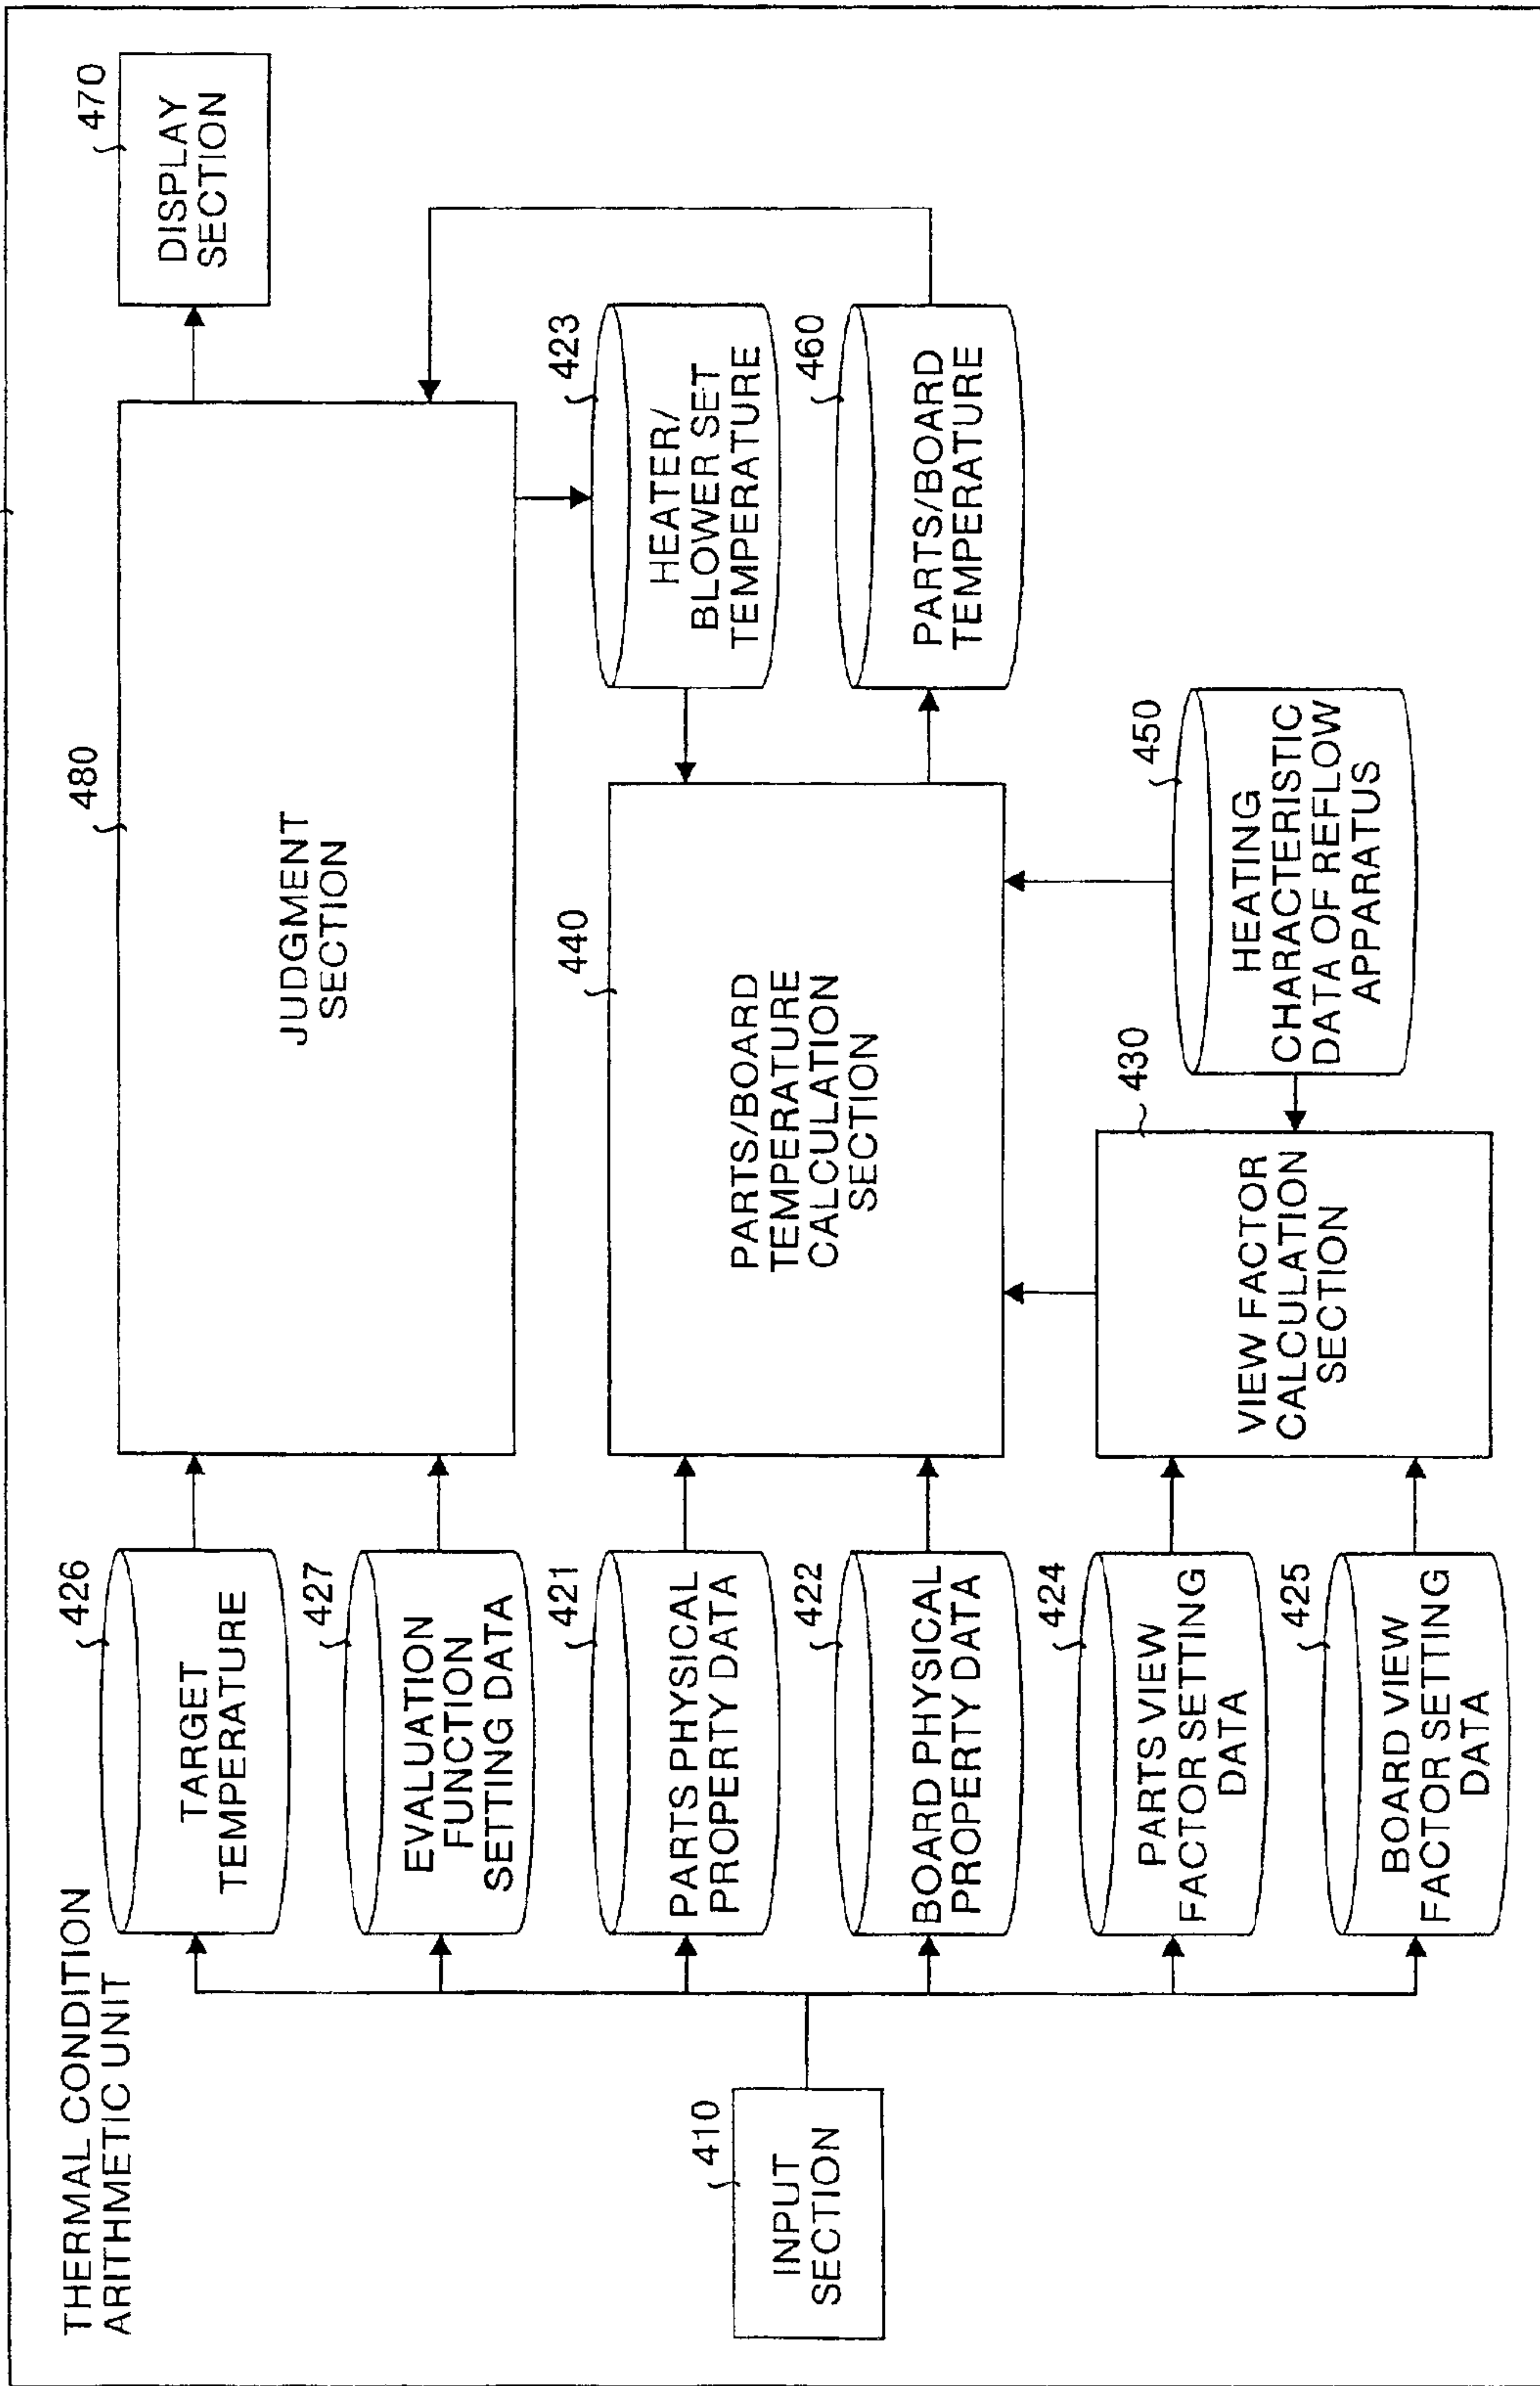 THERMAL CONDITION
ARITHMETIC UNIT
410
INPUT
SECTION
426
TARGET
TEMPERATURE
427
EVALUATION
FUNCTION
SETTING DATA
421
PARTS PHYSICAL
PROPERTY DATA
422
BOARD PHYSICAL
PROPERTY DATA
424
PARTS VIEW
FACTOR SETTING
DATA
425
BOARD VIEW
FACTOR SETTING
DATA
480
JUDGMENT
SECTION
440
PARTS/BOARD
TEMPERATURE
CALCULATION
SECTION
430
VIEW FACTOR
CALCULATION
SECTION
470
DISPLAY
SECTION
423
HEATER/
BLOWER SET
TEMPERATURE
460
PARTS/BOARD
TEMPERATURE
450
HEATING
CHARACTERISTIC
DATA OF REFLOW
APPARATUS